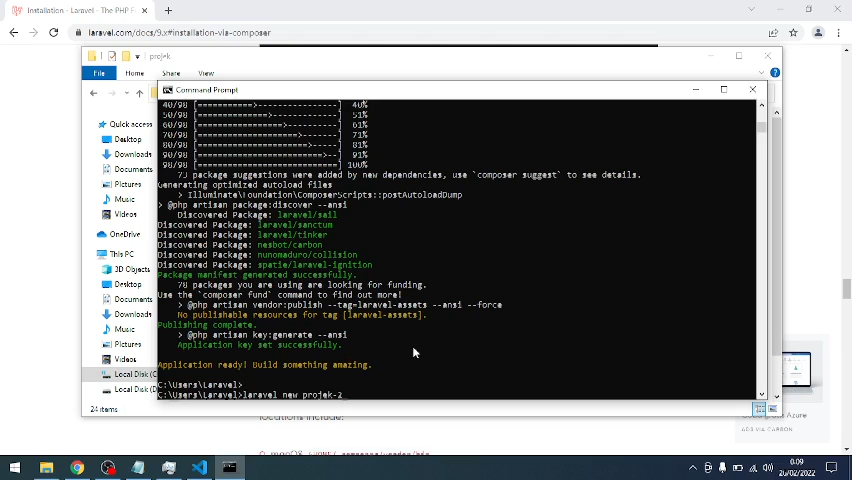 Installation - Laravel - The PHP F
laravel.com/docs/9.x#installation-via-composer
projek
File Home Share View
Quick access
Desktop
Downloads
Documents
Pictures
Music
Videos
OneDrive
This PC
3D Objects
Desktop
Documents
Downloads
Music
Pictures
Videos
Local Disk (C
Local Disk (D
24 items
Command Prompt
40/98 [===========>----------------] 40%
50/98 [==============>-------------] 51%
60/98 [=================>----------] 61%
70/98 [====================>-------] 71%
80/98 [======================>-----] 81%
90/98 [=========================>--] 91%
98/98 [============================] 100%
73 package suggestions were added by new dependencies, use `composer suggest` to see details.
Generating optimized autoload files
> Illuminate\Foundation\ComposerScripts::postAutoloadDump
> @php artisan package:discover --ansi
Discovered Package: laravel/sail
Discovered Package: laravel/sanctum
Discovered Package: laravel/tinker
Discovered Package: nesbot/carbon
Discovered Package: nunomaduro/collision
Discovered Package: spatie/laravel-ignition
Package manifest generated successfully.
78 packages you are using are looking for funding.
Use the `composer fund` command to find out more!
> @php artisan vendor:publish --tag=laravel-assets --ansi --force
No publishable resources for tag [laravel-assets].
Publishing complete.
> @php artisan key:generate --ansi
Application key set successfully.
Application ready! Build something amazing.
C:\Users\Laravel>
C:\Users\Laravel>laravel new projek-2_
locations include:
Azure
ADS VIA CARBON
0.09
26/02/2022